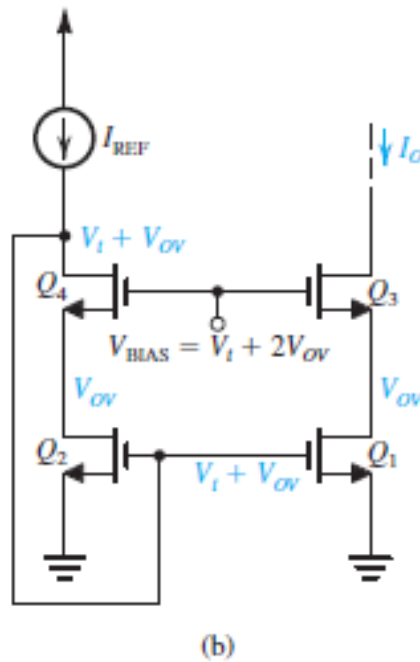 I_REF
I_O
V_t + V_OV
Q_4
Q_3
V_BIAS = V_t + 2V_OV
V_OV
V_OV
Q_2
Q_1
V_t + V_OV
(b)